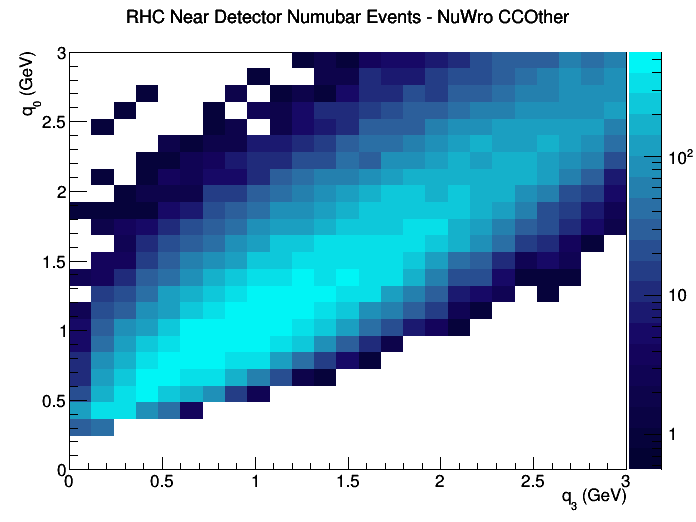 RHC Near Detector Numubar Events - NuWro CCOther
q0 (GeV)
3
2.5
2
1.5
1
0.5
0
0 0.5 1 1.5 2 2.5 3
q3 (GeV)
10²
10
1